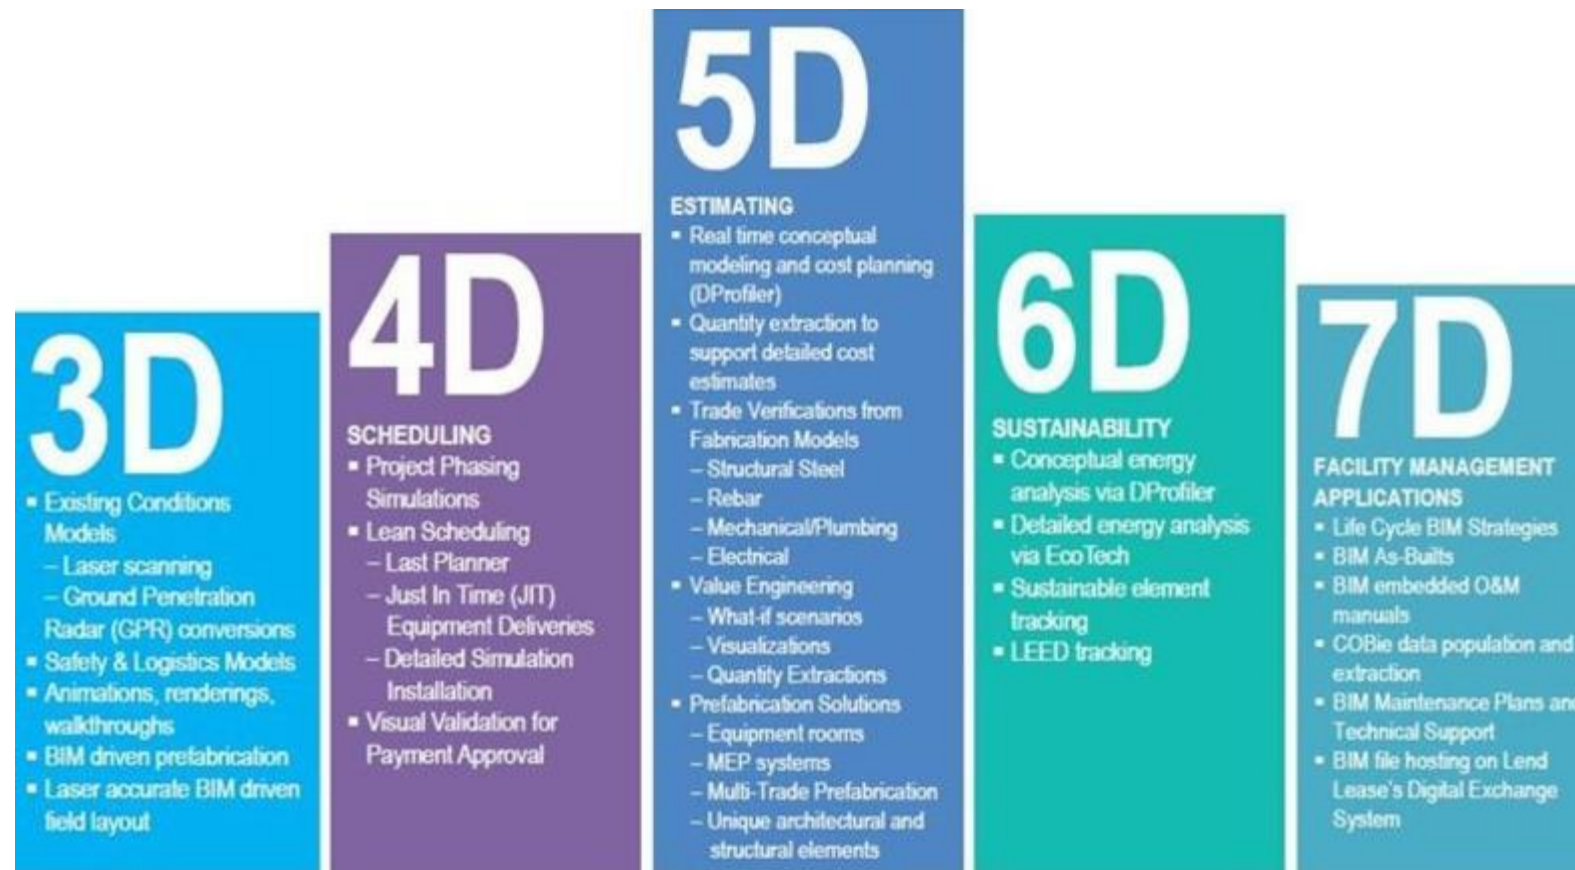 3D
▪ Existing Conditions
Models
– Laser scanning
– Ground Penetration
Radar (GPR) conversions
▪ Safety & Logistics Models
▪ Animations, renderings,
walkthroughs
▪ BIM driven prefabrication
▪ Laser accurate BIM driven
field layout
4D
SCHEDULING
▪ Project Phasing
Simulations
▪ Lean Scheduling
– Last Planner
– Just In Time (JIT)
Equipment Deliveries
– Detailed Simulation
Installation
▪ Visual Validation for
Payment Approval
5D
ESTIMATING
▪ Real time conceptual
modeling and cost planning
(DProfiler)
▪ Quantity extraction to
support detailed cost
estimates
▪ Trade Verifications from
Fabrication Models
– Structural Steel
– Rebar
– Mechanical/Plumbing
– Electrical
▪ Value Engineering
– What-if scenarios
– Visualizations
– Quantity Extractions
▪ Prefabrication Solutions
– Equipment rooms
– MEP systems
– Multi-Trade Prefabrication
– Unique architectural and
structural elements
6D
SUSTAINABILITY
▪ Conceptual energy
analysis via DProfiler
▪ Detailed energy analysis
via EcoTech
▪ Sustainable element
tracking
▪ LEED tracking
7D
FACILITY MANAGEMENT
APPLICATIONS
▪ Life Cycle BIM Strategies
▪ BIM As-Builts
▪ BIM embedded O&M
manuals
▪ COBie data population and
extraction
▪ BIM Maintenance Plans and
Technical Support
▪ BIM file hosting on Lend
Lease's Digital Exchange
System